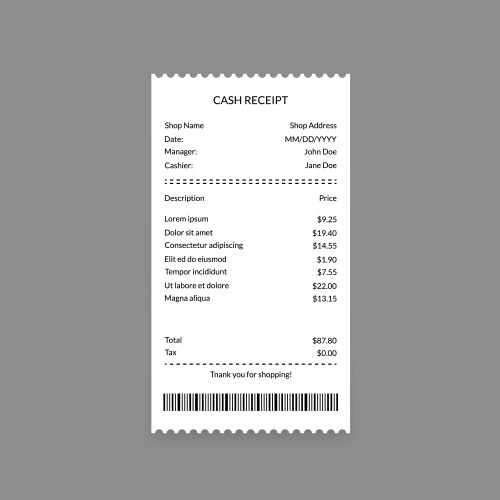 CASH RECEIPT
Shop Name Shop Address
Date: MM/DD/YYYY
Manager: John Doe
Cashier: Jane Doe
Description Price
Lorem ipsum $9.25
Dolor sit amet $19.40
Consectetur adipiscing $14.55
Elit ed do eiusmod $1.90
Tempor incididunt $7.55
Ut labore et dolore $22.00
Magna aliqua $13.15
Total $87.80
Tax $0.00
Tnank you for shopping!